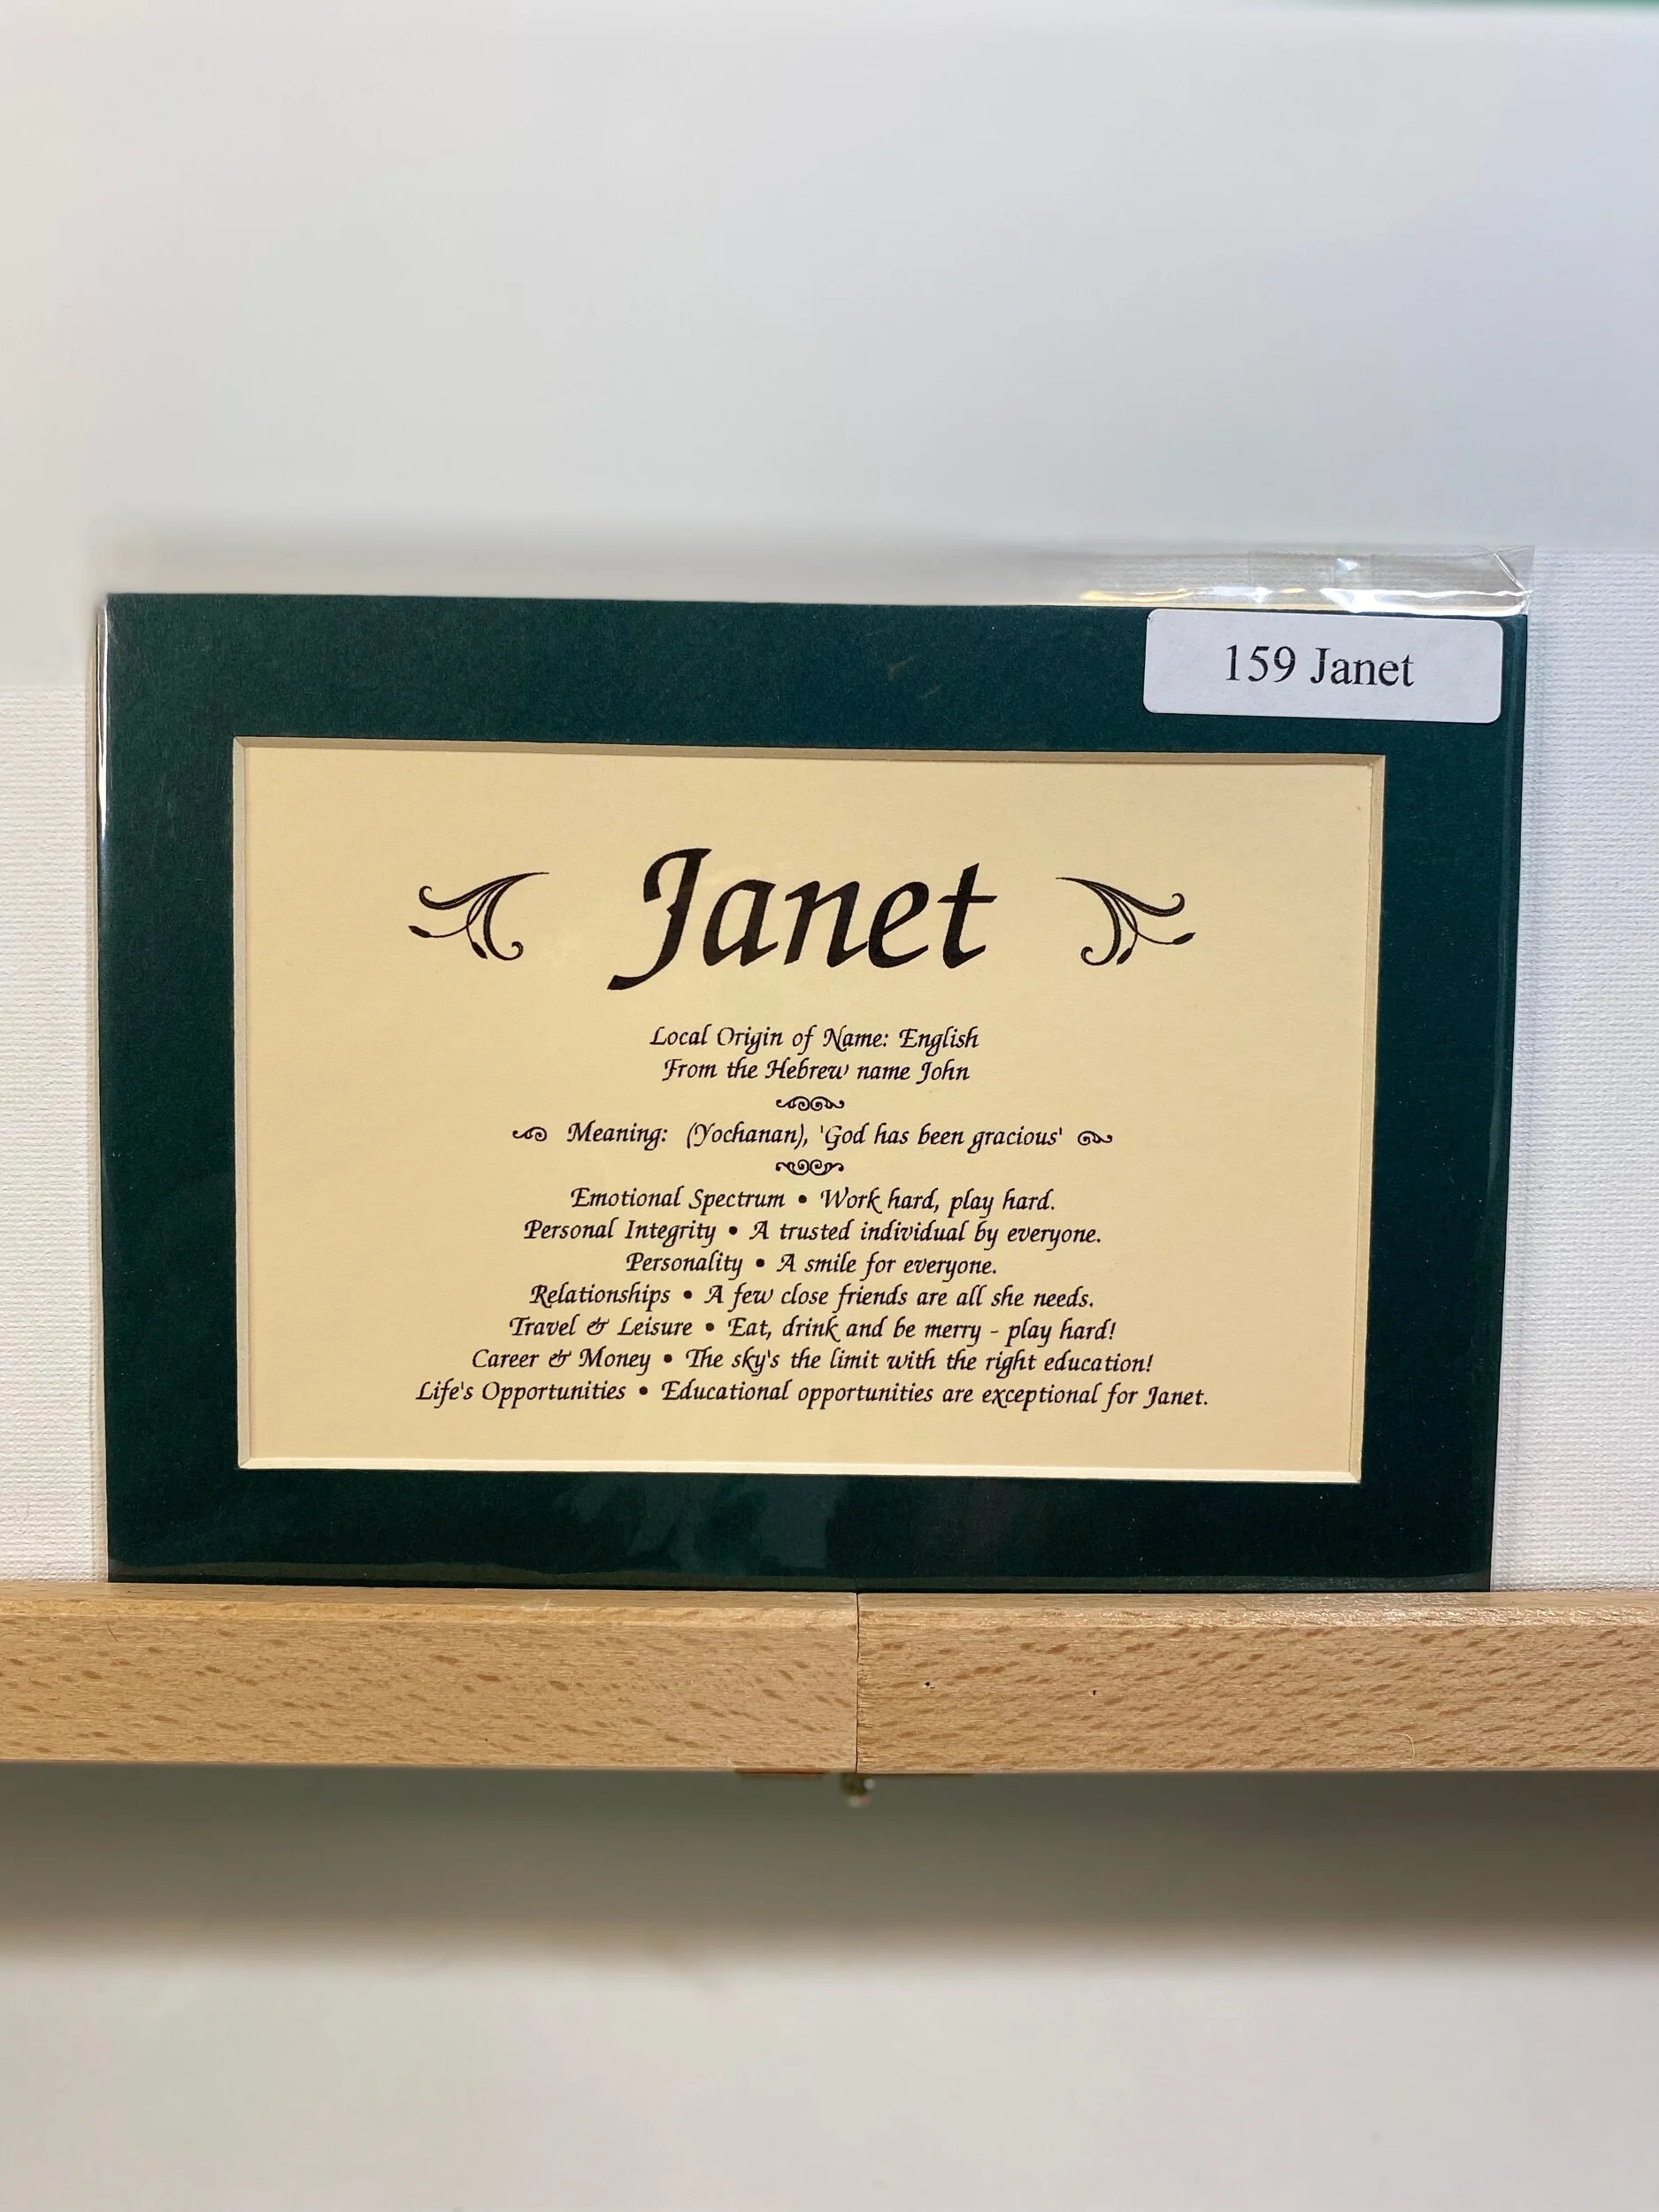 159 Janet
Janet
Local Origin of Name: English
From the Hebrew name John
Meaning: (Yochanan), 'God has been gracious'
Emotional Spectrum • Work hard, play hard.
Personal Integrity • A trusted individual by everyone.
Personality • A smile for everyone.
Relationships • A few close friends are all she needs.
Travel & Leisure • Eat, drink and be merry - play hard!
Career & Money • The sky's the limit with the right education!
Life's Opportunities • Educational opportunities are exceptional for Janet.